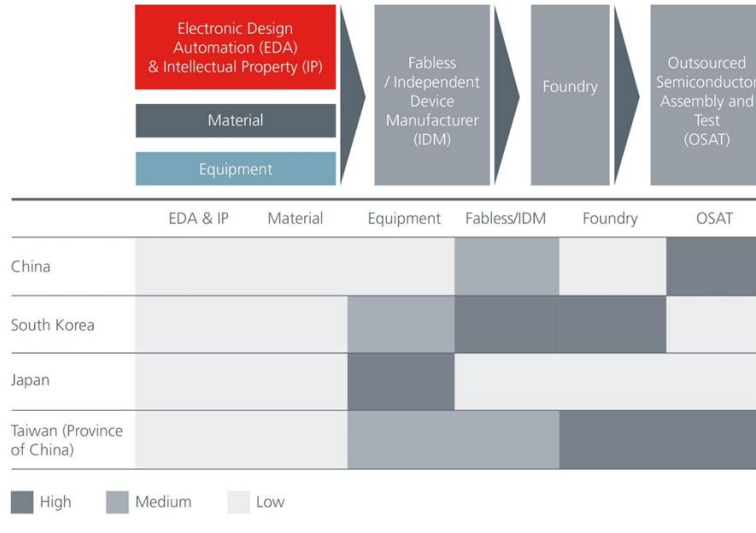 Electronic Design
Automation (EDA)
& Intellectual Property (IP)
Material
Equipment
Fabless
/ Independent
Device
Manufacturer
(IDM)
Foundry
Outsourced
Semiconductor
Assembly and
Test
(OSAT)
EDA & IP Material Equipment Fabless/IDM Foundry OSAT
China
South Korea
Japan
Taiwan (Province
of China)
High Medium Low